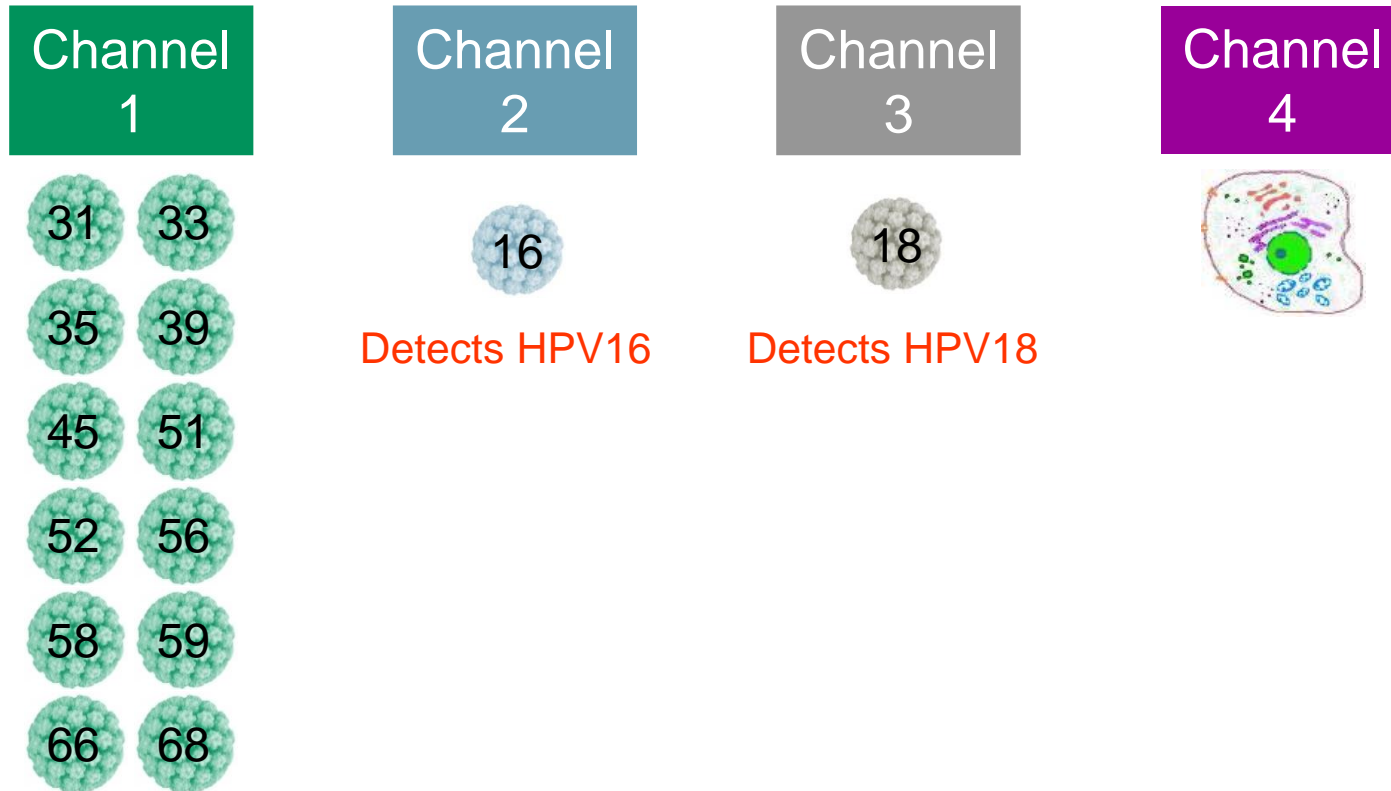 Channel
1
Channel
2
Channel
3
Channel
4
31 33
35 39
45 51
52 56
58 59
66 68
16
Detects HPV16
18
Detects HPV18